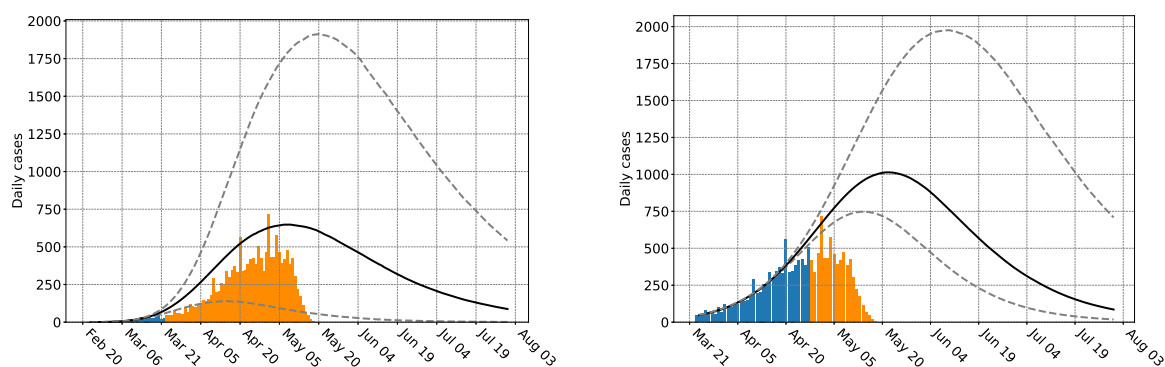 2000
1750
1500
1250
1000
750
500
250
0
Daily cases
Feb 20
Mar 06
Mar 21
Apr 05
Apr 20
May 05
May 20
Jun 04
Jun 19
Jul 04
Jul 19
Aug 03
2000
1750
1500
1250
1000
750
500
250
0
Daily cases
Mar 21
Apr 05
Apr 20
May 05
May 20
Jun 04
Jun 19
Jul 04
Jul 19
Aug 03